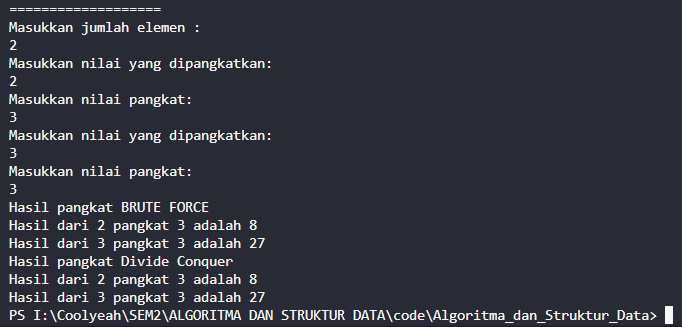 ===================
Masukkan jumlah elemen :
2
Masukkan nilai yang dipangkatkan:
2
Masukkan nilai pangkat:
3
Masukkan nilai yang dipangkatkan:
3
Masukkan nilai pangkat:
3
Hasil pangkat BRUTE FORCE
Hasil dari 2 pangkat 3 adalah 8
Hasil dari 3 pangkat 3 adalah 27
Hasil pangkat Divide Conquer
Hasil dari 2 pangkat 3 adalah 8
Hasil dari 3 pangkat 3 adalah 27
PS I:\Coolyeah\SEM2\ALGORITMA DAN STRUKTUR DATA\code\Algoritma_dan_Struktur_Data>